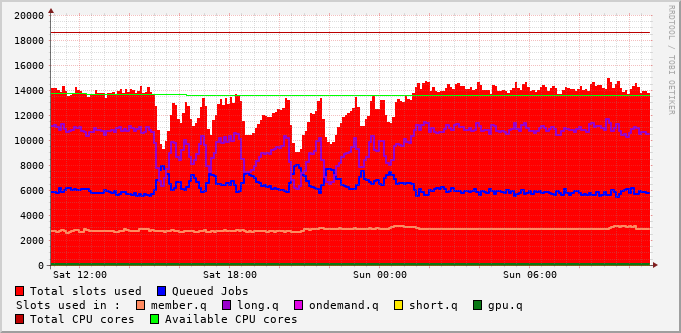 20000
18000
16000
14000
12000
10000
8000
6000
4000
2000
0
Sat 12:00 Sat 18:00 Sun 00:00 Sun 06:00
RRDTOOL / TOBI OETIKER
Total slots used Queued Jobs
Slots used in : member.q long.q ondemand.q short.q gpu.q
Total CPU cores Available CPU cores